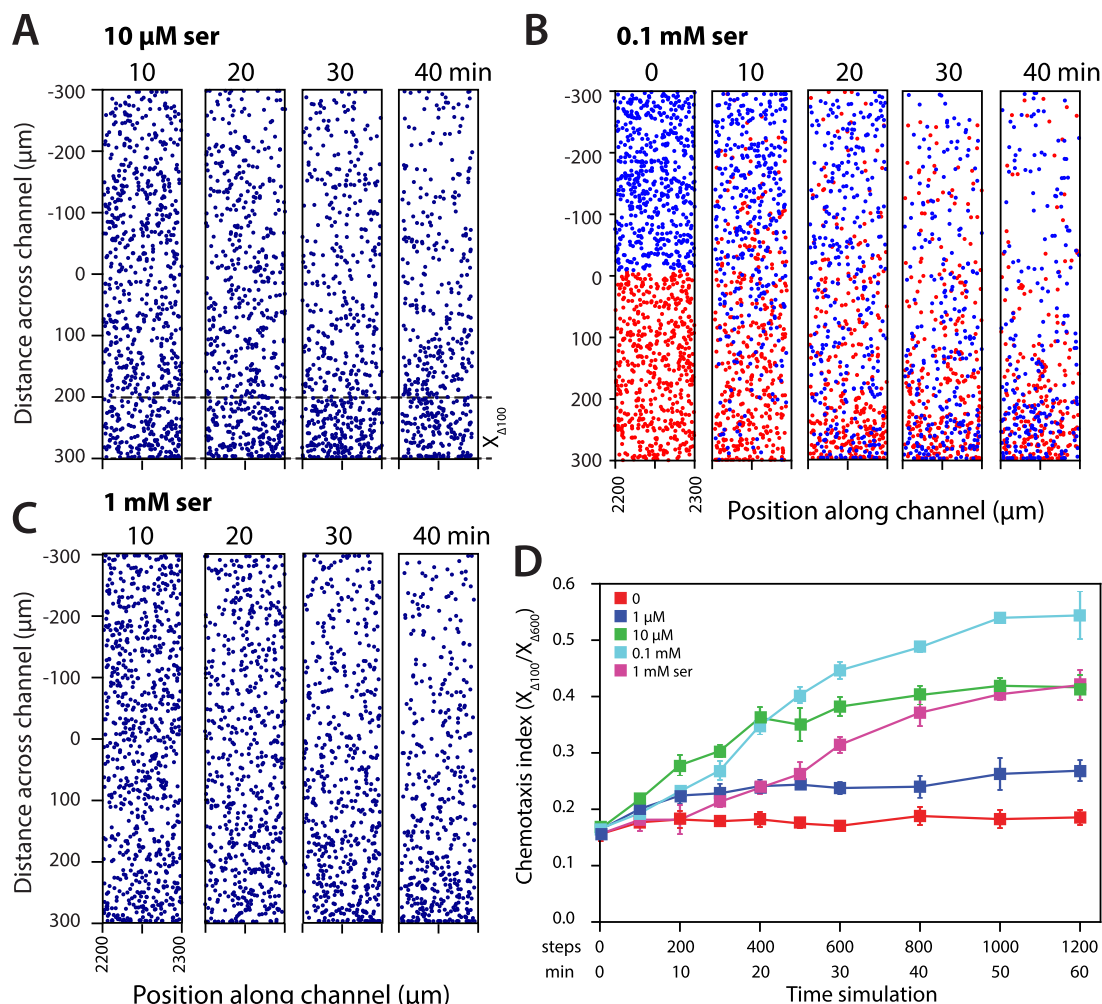 A
10 µM ser
10 20 30 40 min
-300
-200
-100
0
100
200
300
Distance across channel (µm)
XΔ100
B
0.1 mM ser
0 10 20 30 40 min
-300
-200
-100
0
100
200
300
Distance across channel (µm)
2200 2300
Position along channel (µm)
C
1 mM ser
10 20 30 40 min
-300
-200
-100
0
100
200
300
Distance across channel (µm)
2200 2300
Position along channel (µm)
D
0.6
0.5
0.4
0.3
0.2
0.1
0.0
Chemotaxis index (XΔ100/XΔ600)
0
1 µM
10 µM
0.1 mM
1 mM ser
steps 0 200 400 600 800 1000 1200
min 0 10 20 30 40 50 60
Time simulation